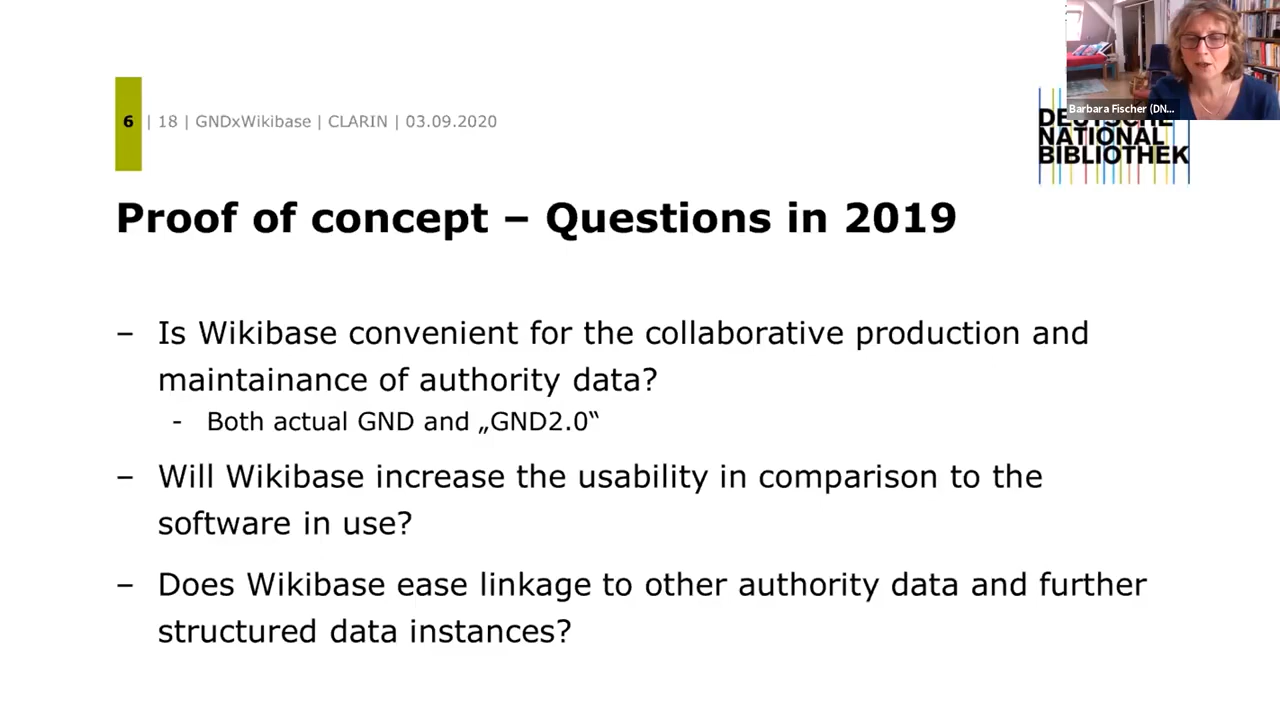 Barbara Fischer (DN...
6 | 18 | GNDxWikibase | CLARIN | 03.09.2020
DEUTSCHE
NATIONAL
BIBLIOTHEK
Proof of concept – Questions in 2019
– Is Wikibase convenient for the collaborative production and
maintainance of authority data?
- Both actual GND and „GND2.0‟
– Will Wikibase increase the usability in comparison to the
software in use?
– Does Wikibase ease linkage to other authority data and further
structured data instances?